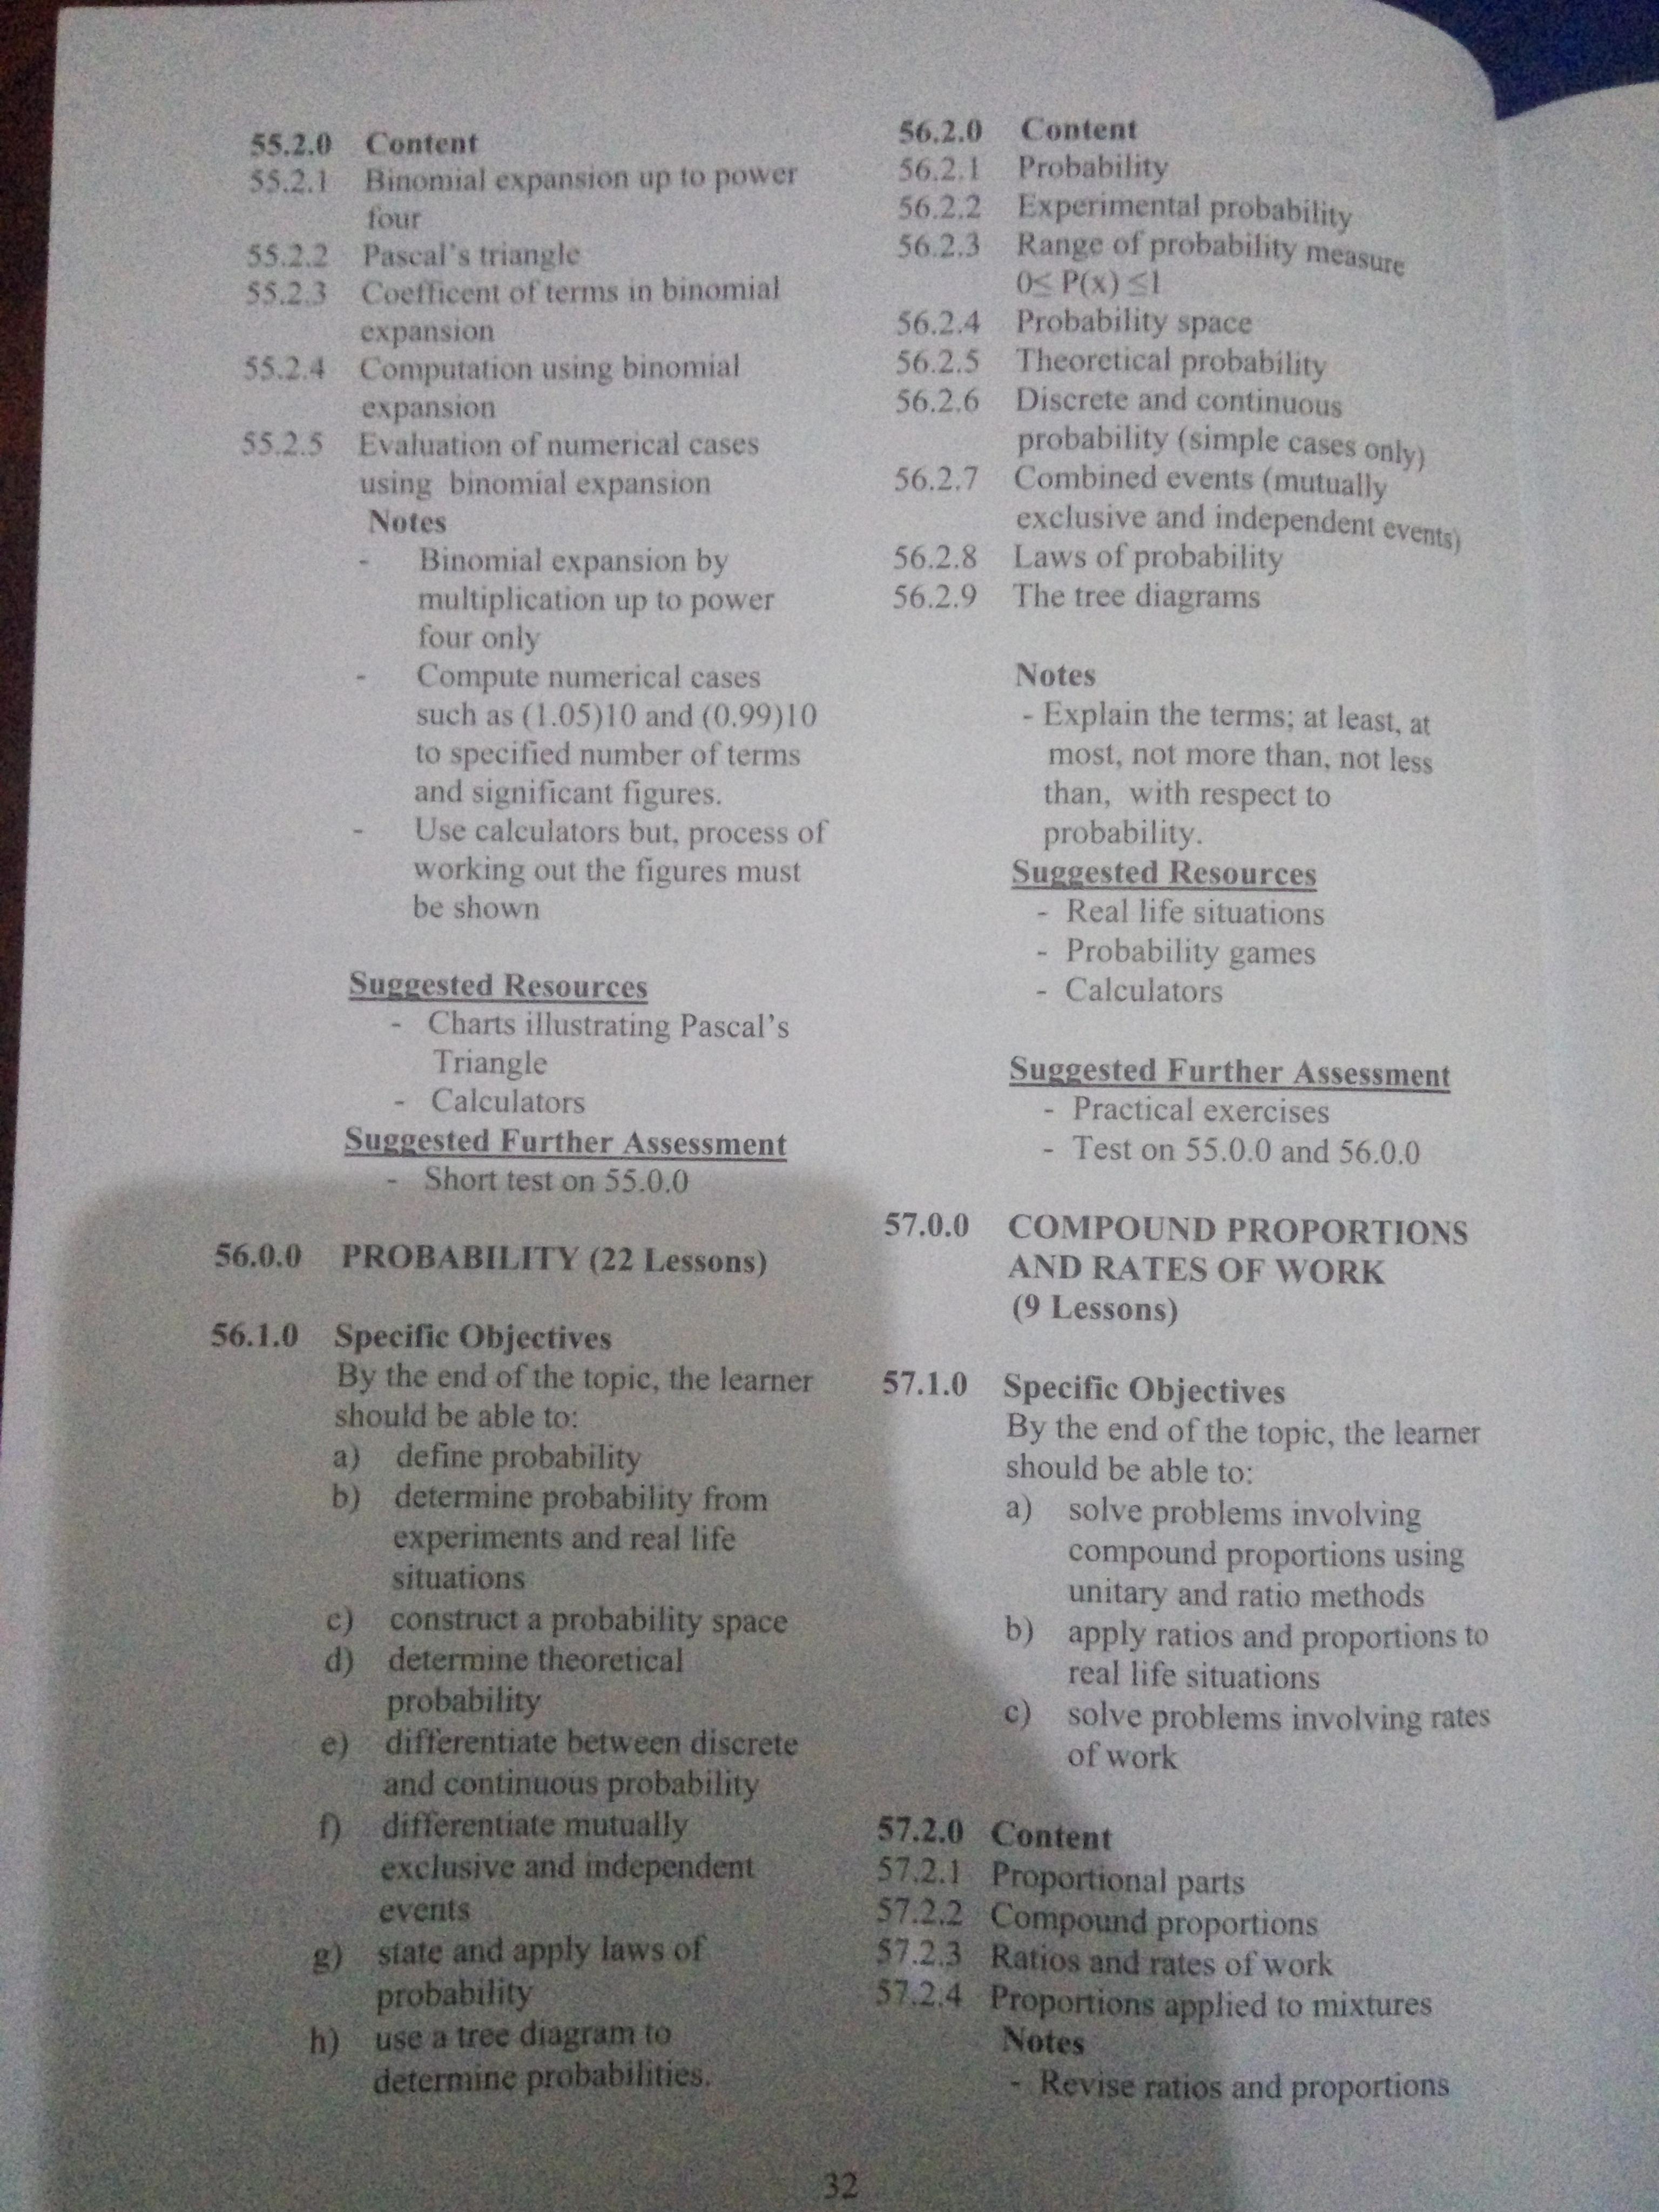 55.2.0 Content
55.2.1 Binomial expansion up to power
four
55.2.2 Pascal's triangle
55.2.3 Coefficent of terms in binomial
expansion
55.2.4 Computation using binomial
expansion
55.2.5 Evaluation of numerical cases
using binomial expansion
Notes
- Binomial expansion by
multiplication up to power
four only
- Compute numerical cases
such as (1.05)10 and (0.99)10
to specified number of terms
and significant figures.
- Use calculators but, process of
working out the figures must
be shown
Suggested Resources
- Charts illustrating Pascal's
Triangle
- Calculators
Suggested Further Assessment
- Short test on 55.0.0
56.0.0 PROBABILITY (22 Lessons)
56.1.0 Specific Objectives
By the end of the topic, the learner
should be able to:
a) define probability
b) determine probability from
experiments and real life
situations
c) construct a probability space
d) determine theoretical
probability
e) differentiate between discrete
and continuous probability
f) differentiate mutually
exclusive and independent
events
g) state and apply laws of
probability
h) use a tree diagram to
determine probabilities.
56.2.0 Content
56.2.1 Probability
56.2.2 Experimental probability
56.2.3 Range of probability measure
0≤ P(x) ≤1
56.2.4 Probability space
56.2.5 Theoretical probability
56.2.6 Discrete and continuous
probability (simple cases only)
56.2.7 Combined events (mutually
exclusive and independent events)
56.2.8 Laws of probability
56.2.9 The tree diagrams
Notes
- Explain the terms; at least, at
most, not more than, not less
than, with respect to
probability.
Suggested Resources
- Real life situations
- Probability games
- Calculators
Suggested Further Assessment
- Practical exercises
- Test on 55.0.0 and 56.0.0
57.0.0 COMPOUND PROPORTIONS
AND RATES OF WORK
(9 Lessons)
57.1.0 Specific Objectives
By the end of the topic, the learner
should be able to:
a) solve problems involving
compound proportions using
unitary and ratio methods
b) apply ratios and proportions to
real life situations
c) solve problems involving rates
of work
57.2.0 Content
57.2.1 Proportional parts
57.2.2 Compound proportions
57.2.3 Ratios and rates of work
57.2.4 Proportions applied to mixtures
Notes
- Revise ratios and proportions
32